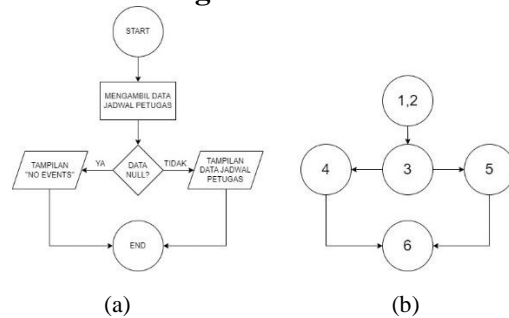 START
MENGAMBIL DATA
JADWAL PETUGAS
TAMPILAN
"NO EVENTS"
YA
DATA
NULL?
TIDAK
TAMPILAN
DATA JADWAL
PETUGAS
END
(a)
1,2
4
3
5
6
(b)